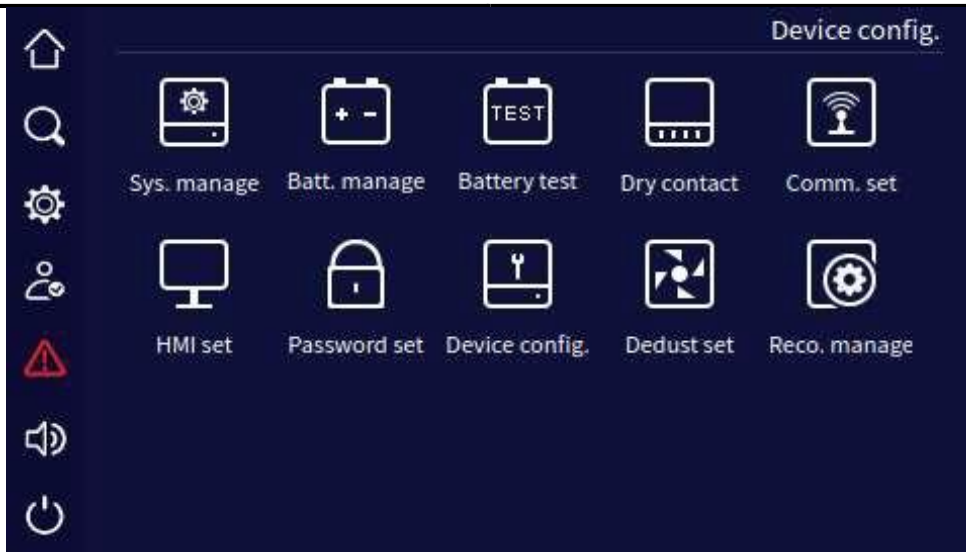 Device config.
TEST
Sys. manage Batt. manage Battery test Dry contact Comm. set
HMI set Password set Device config. Dedust set Reco. manage